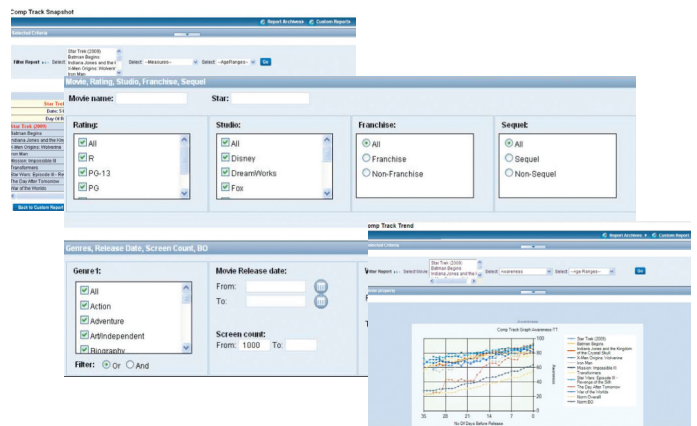 Comp Track Snapshot
Report Archives Custom Reports
Selected Criteria
Star Trek (2009)
Batman Begins
Indiana Jones and the
X-Men Origins: Wolverin
Iron Man
Filter Report Select
Select --Measures-- Select --AgeRanges-- Go
Star Trek
Star Trek (2009)
Batman Begins
Indiana Jones and the Kin
X-Men Origins: Wolverine
Iron Man
Mission: Impossible III
Transformers
Star Wars: Episode III - Re
The Day After Tomorrow
War of the Worlds
Back to Custom Report
Movie, Rating, Studio, Franchise, Sequel
Movie name: Star:
Rating:
All
R
PG-13
PG
Studio:
All
Disney
DreamWorks
Fox
Franchise:
All
Franchise
Non-Franchise
Sequel:
All
Sequel
Non-Sequel
Genres, Release Date, Screen Count, BO
Genre1:
All
Action
Adventure
Art/Independent
Biography
Filter: Or And
Movie Release date:
From:
To:
Screen count:
From: 1000 To:
Comp Track Trend
Report Archives Custom Report
Selected Criteria
Filter Report Select Movie
Star Trek (2009)
Batman Begins
Indiana Jones and the
Select Awareness Select --Age Ranges-- Go
Comp Track Graph Awareness-TT
100
80
60
40
20
0
Awareness
35 28 21 14 7 0
No Of Days Before Release
Star Trek (2009)
Batman Begins
Indiana Jones and the Kingdom
of the Crystal Skull
X-Men Origins: Wolverine
Iron Man
Mission: Impossible III
Transformers
Star Wars: Episode III -
Revenge of the Sith
The Day After Tomorrow
War of the Worlds
Norm Overall
Norm BO